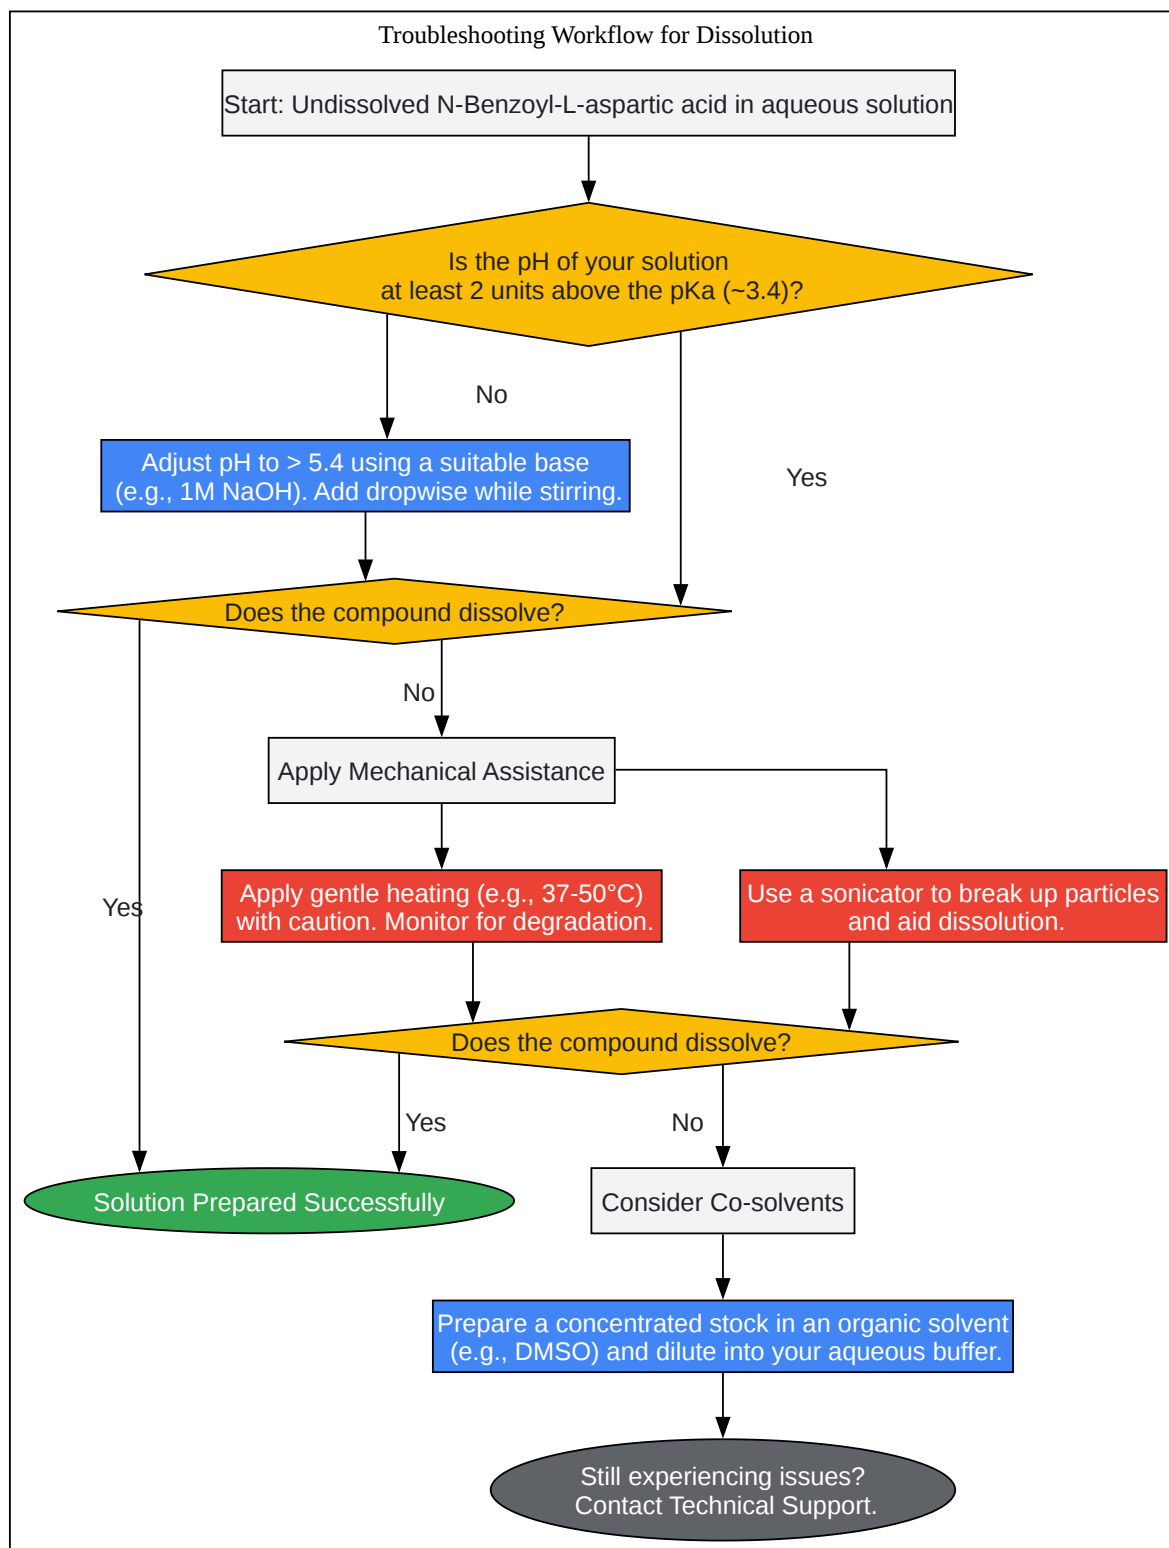 Troubleshooting Workflow for Dissolution
Start: Undissolved N-Benzoyl-L-aspartic acid in aqueous solution
Is the pH of your solution
at least 2 units above the pKa (~3.4)?
No
Adjust pH to > 5.4 using a suitable base
(e.g., 1M NaOH). Add dropwise while stirring.
Yes
Does the compound dissolve?
No
Apply Mechanical Assistance
Apply gentle heating (e.g., 37-50°C)
with caution. Monitor for degradation.
Use a sonicator to break up particles
and aid dissolution.
Yes
Does the compound dissolve?
Yes
No
Solution Prepared Successfully
Consider Co-solvents
Prepare a concentrated stock in an organic solvent
(e.g., DMSO) and dilute into your aqueous buffer.
Still experiencing issues?
Contact Technical Support.